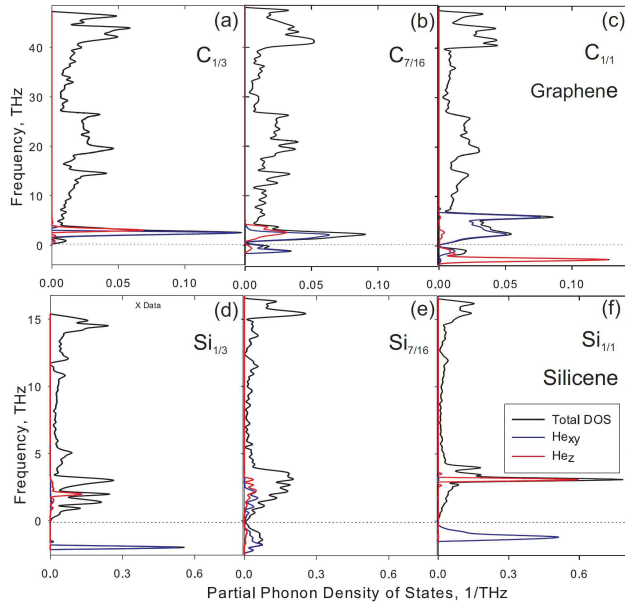 (a)
(b)
(c)
C1/3
C7/16
C1/1
Graphene
Frequency, THz
40
30
20
10
0
0.00 0.05 0.10
0.00 0.05 0.10
0.00 0.05 0.10
X Data
(d)
(e)
(f)
Si1/3
Si7/16
Si1/1
Silicene
Total DOS
Hexy
Hez
Frequency, THz
15
10
5
0
0.0 0.3 0.6
0.0 0.3 0.6
0.0 0.3 0.6
Partial Phonon Density of States, 1/THz